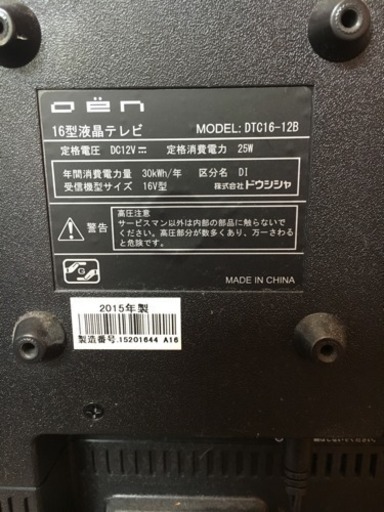 oën
16型液晶テレビ MODEL: DTC16-12B
定格電圧 DC12V⎓ 定格消費電力 25W
年間消費電力量 30kWh/年 区分名 DI
受信機型サイズ 16V型 株式会社ドウシシャ
警告
高圧注意
サービスマン以外は内部の部品に触らないで
ください。高圧部分が数多くあり、万一さわる
と危険です。
G
MADE IN CHINA
2015年製
製造番号.15201644 A16